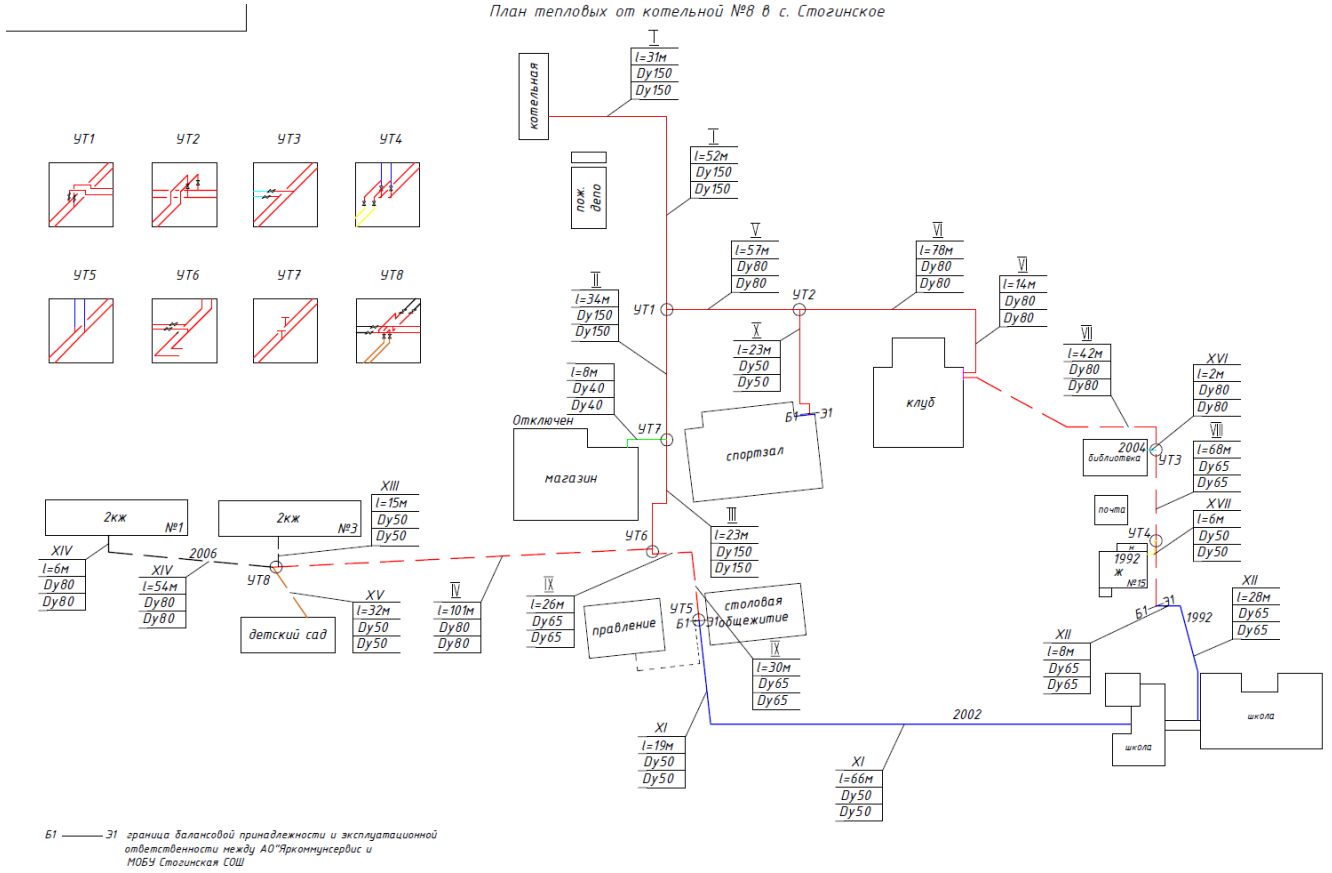 План тепловых от котельной №8 в с. Стогинское
I
l=31м
Dy150
Dy150
котельная
I
l=52м
Dy150
Dy150
пож.
депо
УТ1
УТ2
УТ3
УТ4
УТ5
УТ6
УТ7
УТ8
II
l=34м
Dy150
Dy150
УТ1
V
l=57м
Dy80
Dy80
УТ2
VI
l=78м
Dy80
Dy80
VI
l=14м
Dy80
Dy80
X
l=23м
Dy50
Dy50
VII
l=42м
Dy80
Dy80
XVI
l=2м
Dy80
Dy80
l=8м
Dy40
Dy40
Отключен
УТ7
магазин
Б1
Э1
спортзал
клуб
2004
библиотека
УТ3
VIII
l=68м
Dy65
Dy65
почта
XVII
l=6м
Dy50
Dy50
УТ4
н
1992
ж
№15
2кж
№1
2кж
№3
XIII
l=15м
Dy50
Dy50
2006
XIV
l=6м
Dy80
Dy80
XIV
l=54м
Dy80
Dy80
УТ8
XV
l=32м
Dy50
Dy50
детский сад
IV
l=101м
Dy80
Dy80
УТ6
III
l=23м
Dy150
Dy150
IX
l=26м
Dy65
Dy65
правление
УТ5
Б1
Э1
столовая
общежитие
IX
l=30м
Dy65
Dy65
Б1
Э1
1992
XII
l=28м
Dy65
Dy65
XII
l=8м
Dy65
Dy65
школа
школа
2002
XI
l=19м
Dy50
Dy50
XI
l=66м
Dy50
Dy50
Б1 Э1 граница балансовой принадлежности и эксплуатационной
ответственности между АО"Яркоммунсервис и
МОБУ Стогинская СОШ